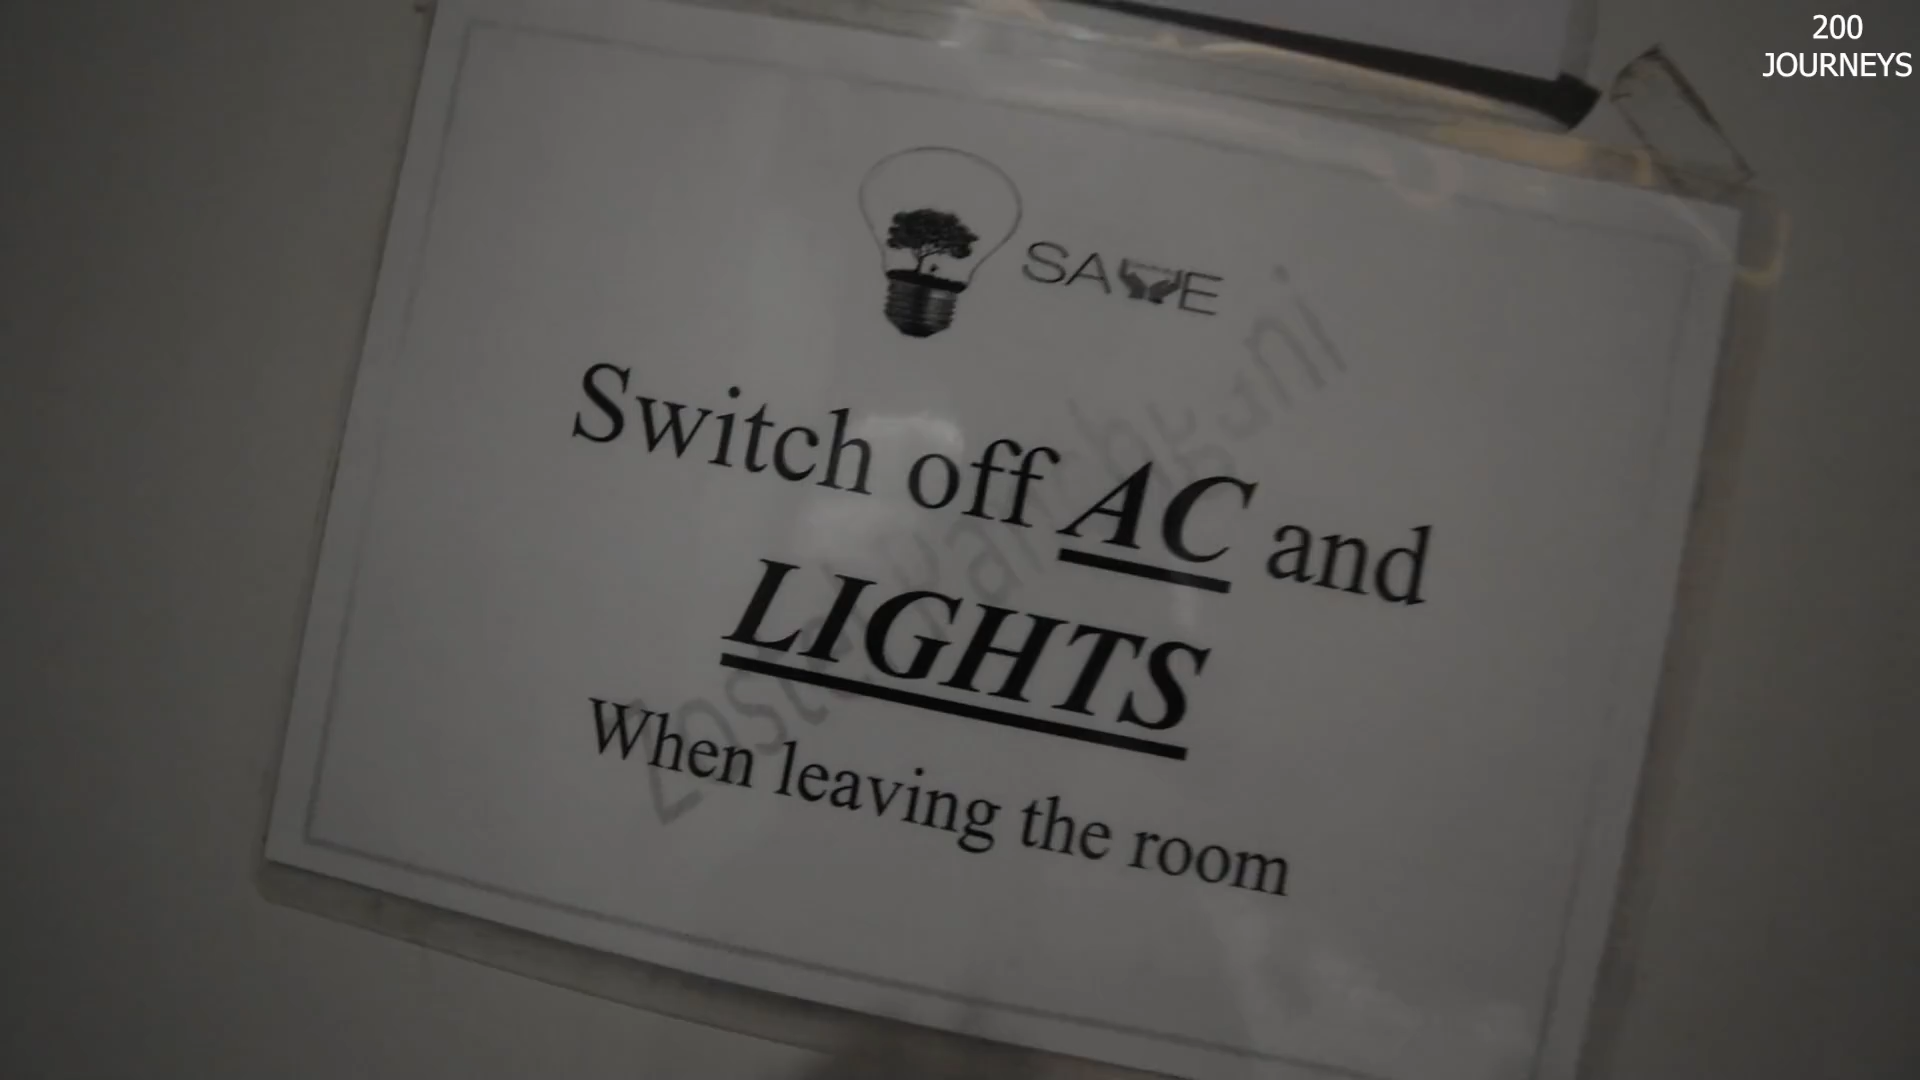 200
JOURNEYS
SAVE
Switch off AC and
LIGHTS
When leaving the room